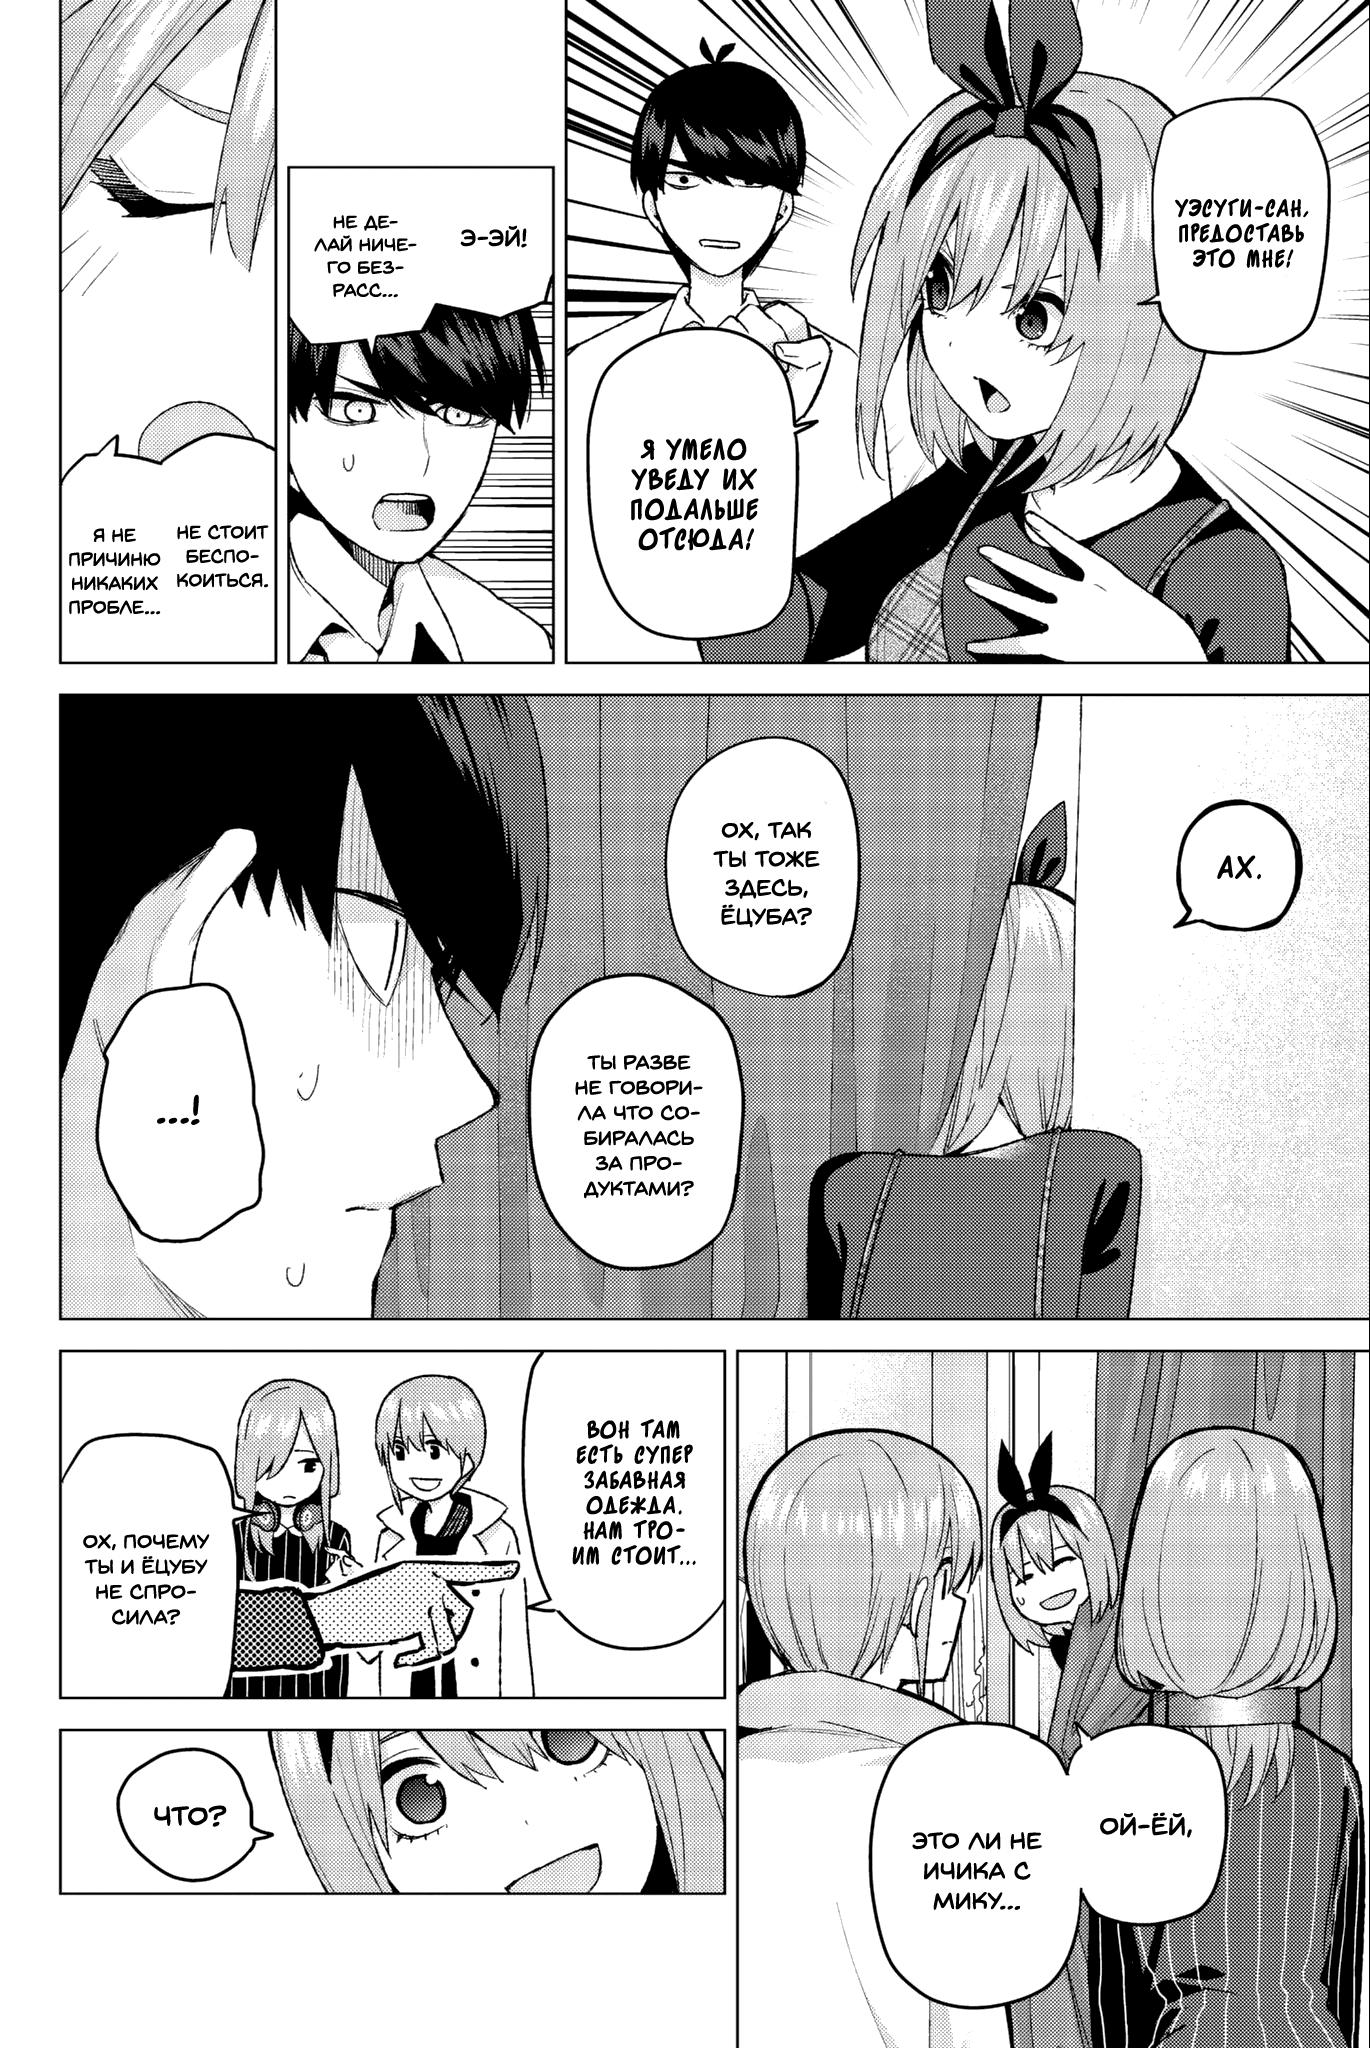 УЭСУГИ-САН,
ПРЕДОСТАВЬ
ЭТО МНЕ!
Я УМЕЛО
УВЕДУ ИХ
ПОДАЛЬШЕ
ОТСЮДА!
Э-ЭЙ!
НЕ ДЕ-
ЛАЙ НИЧЕ-
ГО БЕЗ-
РАСС...
НЕ СТОИТ
БЕСПО-
КОИТЬСЯ.
Я НЕ
ПРИЧИНЮ
НИКАКИХ
ПРОБЛЕ...
АХ.
ОХ, ТАК
ТЫ ТОЖЕ
ЗДЕСЬ,
ЁЦУБА?
ТЫ РАЗВЕ
НЕ ГОВОРИ-
ЛА ЧТО СО-
БИРАЛАСЬ
ЗА ПРО-
ДУКТАМИ?
....!
ОЙ-ЁЙ,
ЭТО ЛИ НЕ
ИЧИКА С
МИКУ...
ВОН ТАМ
ЕСТЬ СУПЕР
ЗАБАВНАЯ
ОДЕЖДА.
НАМ ТРО-
ИМ СТОИТ...
ОХ, ПОЧЕМУ
ТЫ И ЁЦУБУ
НЕ СПРО-
СИЛА?
ЧТО?